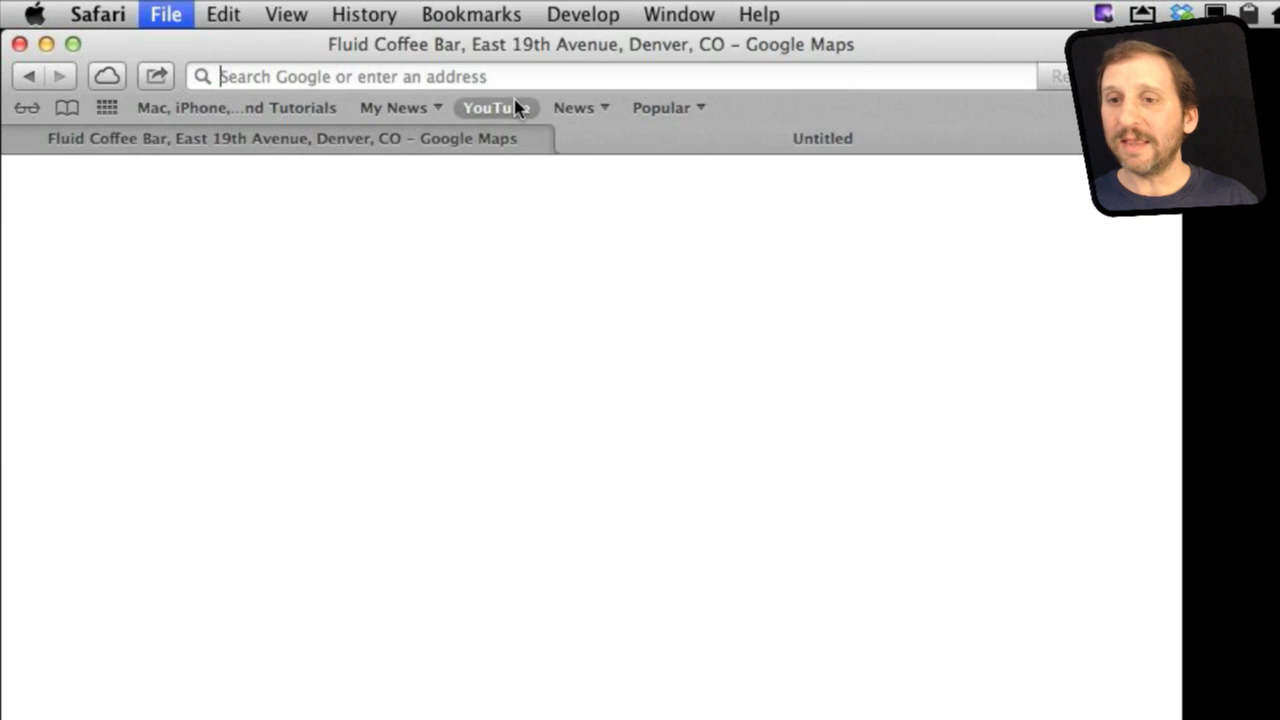 Safari File Edit View History Bookmarks Develop Window Help
Fluid Coffee Bar, East 19th Avenue, Denver, CO – Google Maps
Search Google or enter an address
Mac, iPhone,...nd Tutorials My News News Popular
Fluid Coffee Bar, East 19th Avenue, Denver, CO – Google Maps Untitled